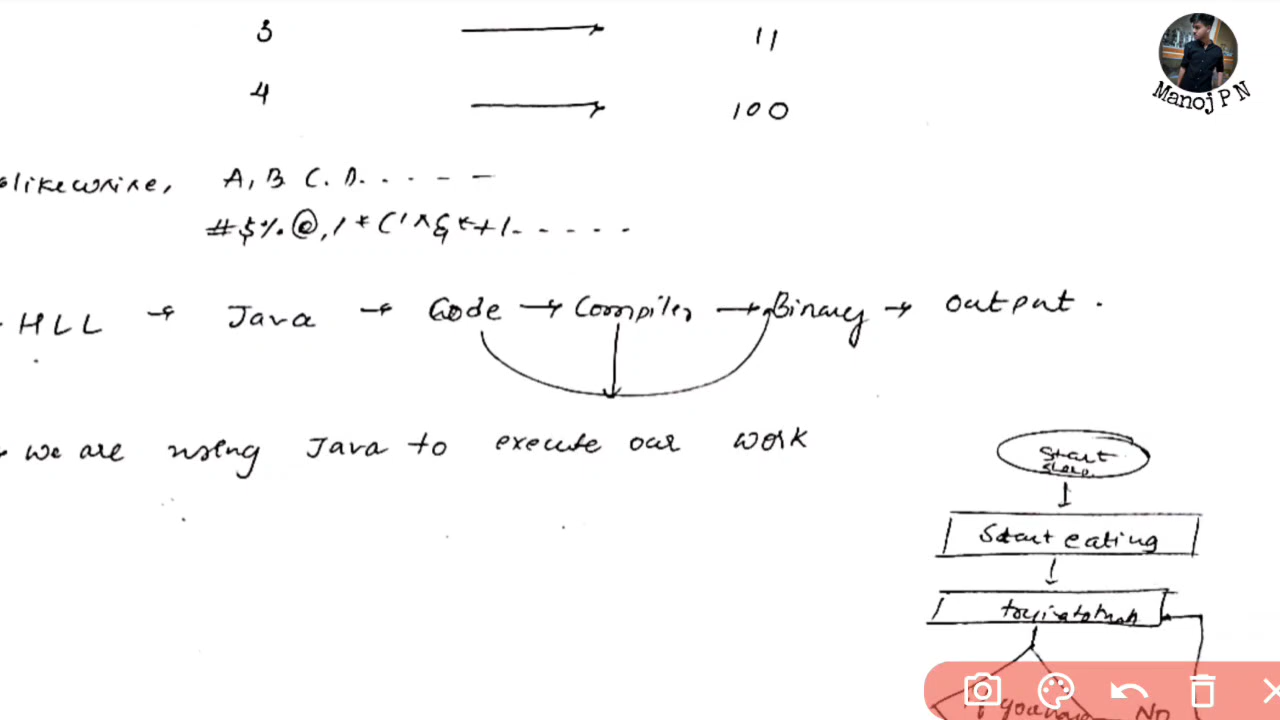 3 → 11
4 → 100
Manoj P N
likewise, A, B C. D. . . . - -
#$%.@,
HLL → Java → Code → Compiler → Binary → output .
we are using Java to execute our work
Start
Start eating
No